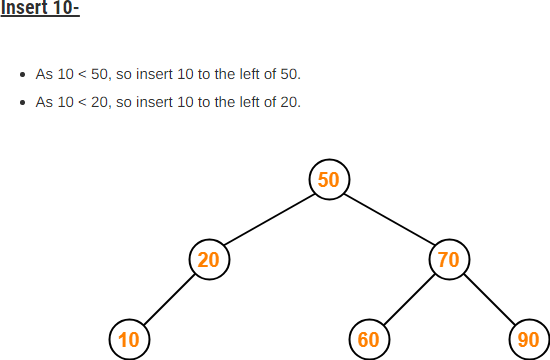 Insert 10-
As 10 < 50, so insert 10 to the left of 50.
As 10 < 20, so insert 10 to the left of 20.
50
20 70
10 60 90